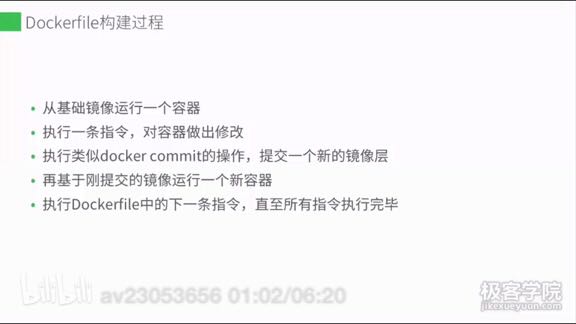 Dockerfile构建过程
从基础镜像运行一个容器
执行一条指令，对容器做出修改
执行类似docker commit的操作，提交一个新的镜像层
再基于刚提交的镜像运行一个新容器
执行Dockerfile中的下一条指令，直至所有指令执行完毕
bilibili av23053656 01:02/06:20
极客学院
jikexueyuan.com